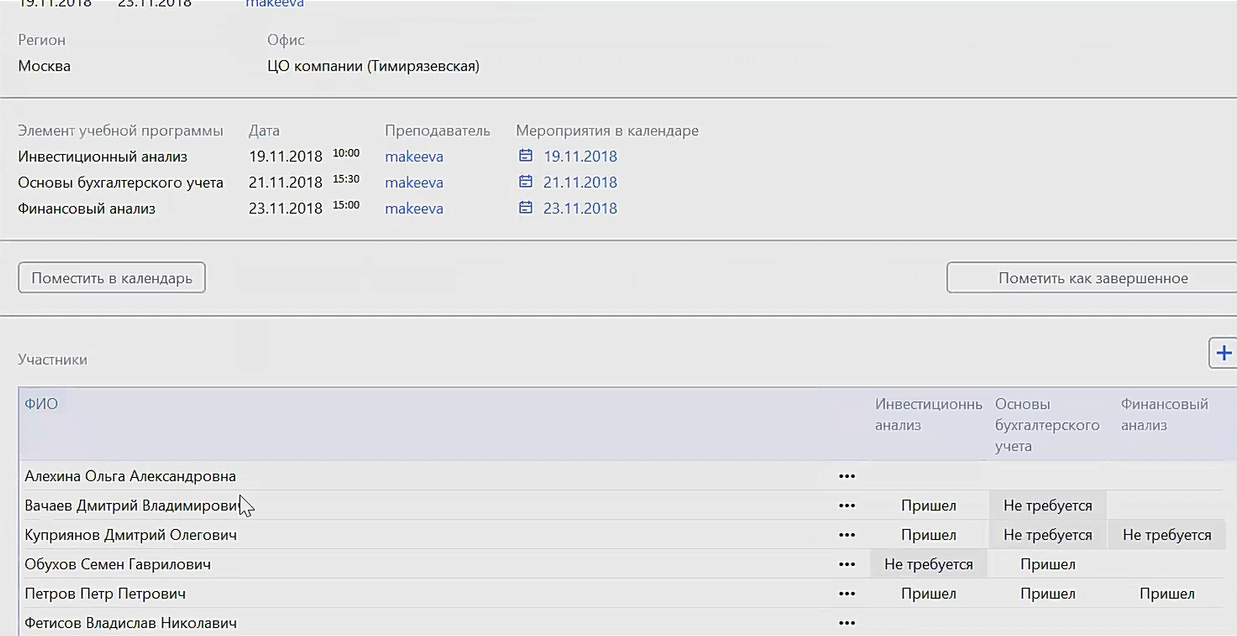 19.11.2018 23.11.2018 makeeva
Регион Офис
Москва ЦО компании (Тимирязевская)
Элемент учебной программы Дата Преподаватель Мероприятия в календаре
Инвестиционный анализ 19.11.2018 10:00 makeeva 19.11.2018
Основы бухгалтерского учета 21.11.2018 15:30 makeeva 21.11.2018
Финансовый анализ 23.11.2018 15:00 makeeva 23.11.2018
Поместить в календарь Пометить как завершенное
Участники +
ФИО Инвестиционнь Основы Финансовый
анализ бухгалтерского анализ
учета
Алехина Ольга Александровна •••
Вачаев Дмитрий Владимирович ••• Пришел Не требуется
Куприянов Дмитрий Олегович ••• Пришел Не требуется Не требуется
Обухов Семен Гаврилович ••• Не требуется Пришел
Петров Петр Петрович ••• Пришел Пришел Пришел
Фетисов Владислав Николавич •••